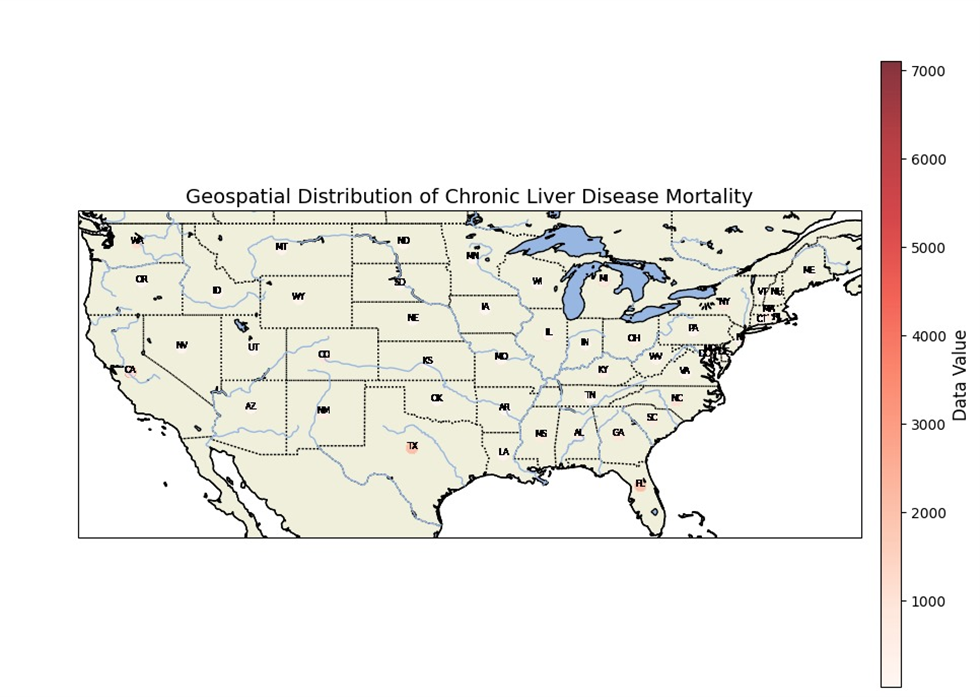 Geospatial Distribution of Chronic Liver Disease Mortality
WA
MT
ND
MN
ME
OR
ID
WY
SD
WI
MI
VT NH
NY
MA
CT RI
NE
IA
PA
NV
UT
CO
IL
IN
OH
WV
CA
KS
MO
KY
VA
AZ
NM
OK
AR
TN
NC
SC
TX
LA
MS
AL
GA
FL
7000
6000
5000
4000
3000
2000
1000
Data Value